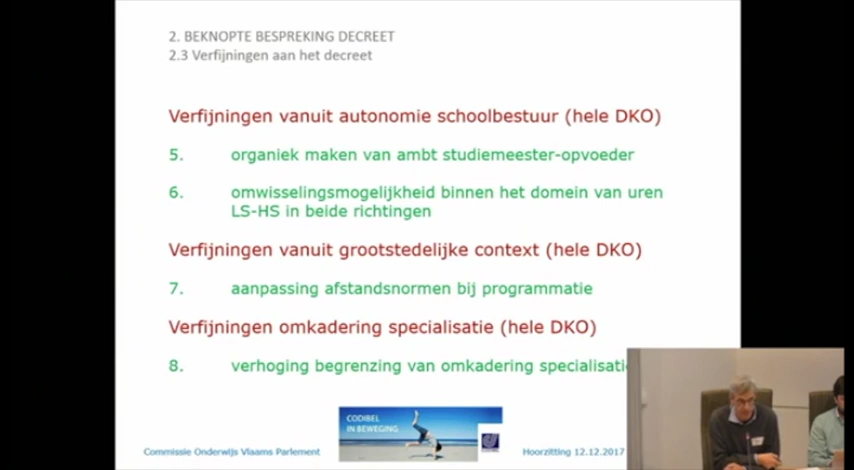 2. BEKNOPTE BESPREKING DECREET
2.3 Verfijningen aan het decreet
Verfijningen vanuit autonomie schoolbestuur (hele DKO)
5. organiek maken van ambt studiemeester-opvoeder
6. omwisselingsmogelijkheid binnen het domein van uren
LS-HS in beide richtingen
Verfijningen vanuit grootstedelijke context (hele DKO)
7. aanpassing afstandsnormen bij programmatie
Verfijningen omkadering specialisatie (hele DKO)
8. verhoging begrenzing van omkadering specialisati
CODIBEL
IN BEWEGING
Commissie Onderwijs Vlaams Parlement
Hoorzitting 12.12.2017